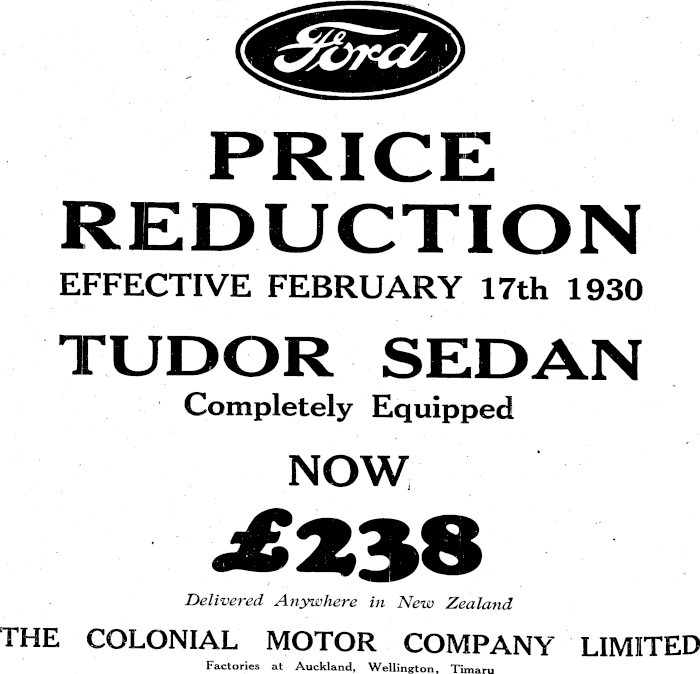 Ford
PRICE
REDUCTION
EFFECTIVE FEBRUARY 17th 1930
TUDOR SEDAN
Completely Equipped
NOW
£238
Delivered Anywhere in New Zealand
THE COLONIAL MOTOR COMPANY LIMITED
Factories at Auckland, Wellington, Timaru